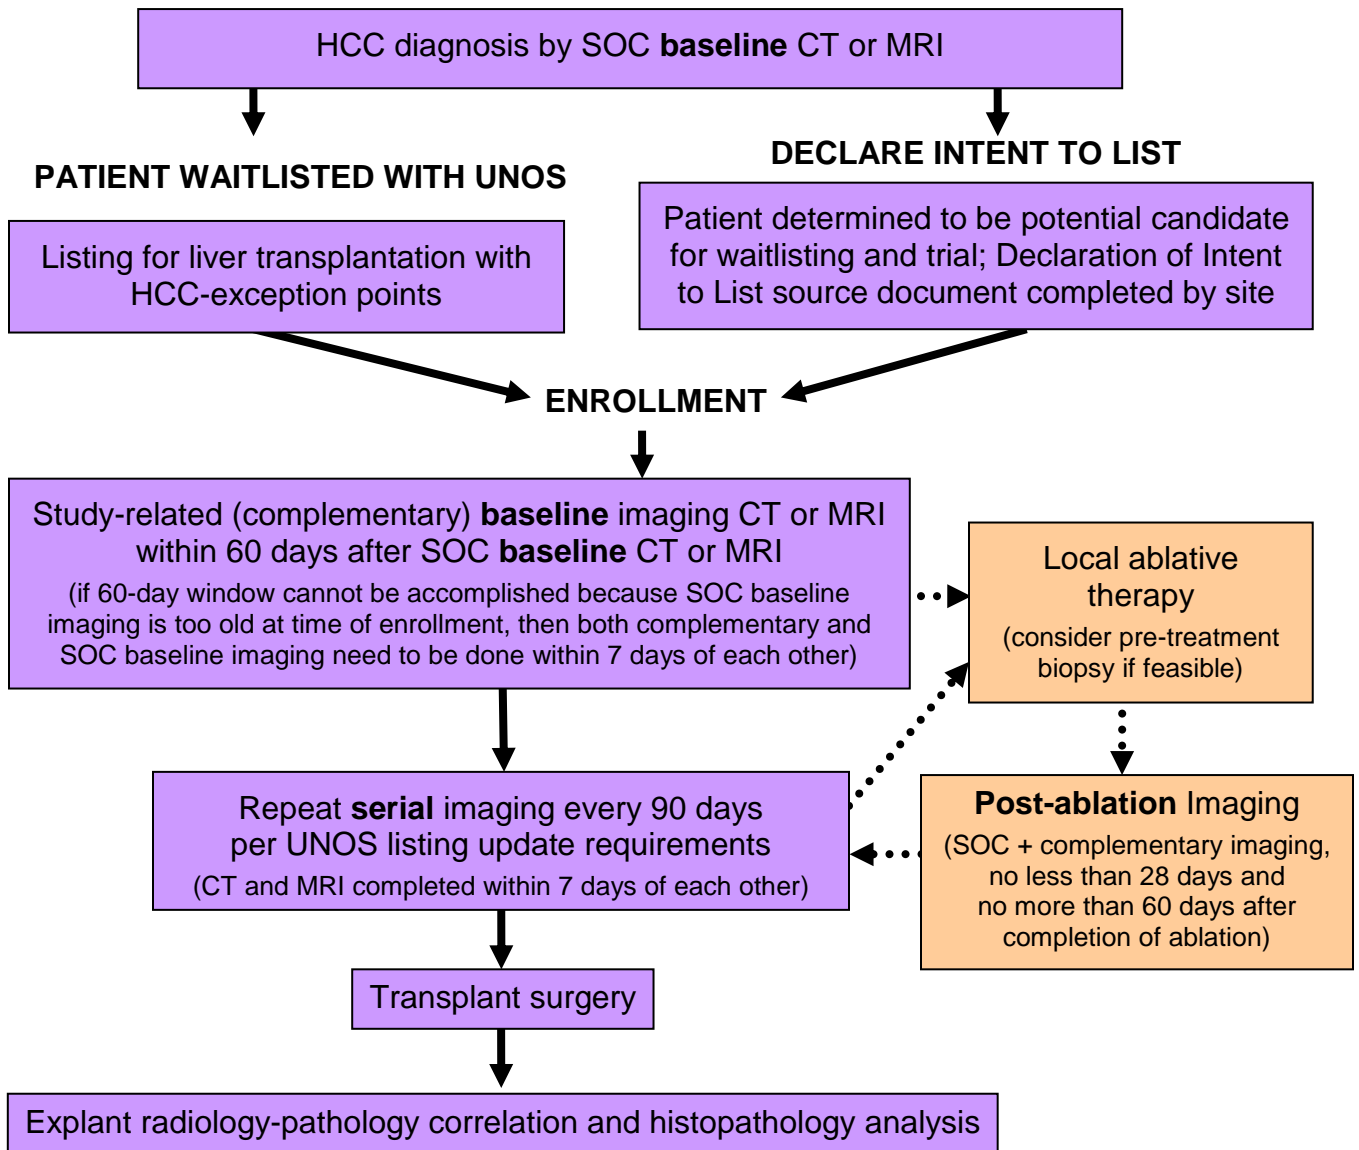 HCC diagnosis by SOC baseline CT or MRI
PATIENT WAITLISTED WITH UNOS
DECLARE INTENT TO LIST
Listing for liver transplantation with
HCC-exception points
Patient determined to be potential candidate
for waitlisting and trial; Declaration of Intent
to List source document completed by site
ENROLLMENT
Study-related (complementary) baseline imaging CT or MRI
within 60 days after SOC baseline CT or MRI
(if 60-day window cannot be accomplished because SOC baseline
imaging is too old at time of enrollment, then both complementary and
SOC baseline imaging need to be done within 7 days of each other)
Local ablative
therapy
(consider pre-treatment
biopsy if feasible)
Repeat serial imaging every 90 days
per UNOS listing update requirements
(CT and MRI completed within 7 days of each other)
Post-ablation Imaging
(SOC + complementary imaging,
no less than 28 days and
no more than 60 days after
completion of ablation)
Transplant surgery
Explant radiology-pathology correlation and histopathology analysis